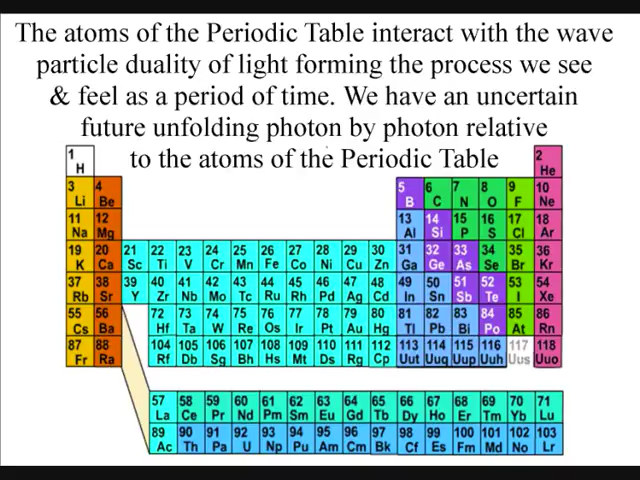 The atoms of the Periodic Table interact with the wave
particle duality of light forming the process we see
& feel as a period of time. We have an uncertain
future unfolding photon by photon relative
to the atoms of the Periodic Table
1 2
H He
3 4 5 6 7 8 9 10
Li Be B C N O F Ne
11 12 13 14 15 16 17 18
Na Mg Al Si P S Cl Ar
19 20 21 22 23 24 25 26 27 28 29 30 31 32 33 34 35 36
K Ca Sc Ti V Cr Mn Fe Co Ni Cu Zn Ga Ge As Se Br Kr
37 38 39 40 41 42 43 44 45 46 47 48 49 50 51 52 53 54
Rb Sr Y Zr Nb Mo Tc Ru Rh Pd Ag Cd In Sn Sb Te I Xe
55 56 72 73 74 75 76 77 78 79 80 81 82 83 84 85 86
Cs Ba Hf Ta W Re Os Ir Pt Au Hg Tl Pb Bi Po At Rn
87 88 104 105 106 107 108 109 110 111 112 113 114 115 116 117 118
Fr Ra Rf Db Sg Bh Hs Mt Ds Rg Cp Uut Uuq Uup Uuh Uus Uuo
57 58 59 60 61 62 63 64 65 66 67 68 69 70 71
La Ce Pr Nd Pm Sm Eu Gd Tb Dy Ho Er Tm Yb Lu
89 90 91 92 93 94 95 96 97 98 99 100 101 102 103
Ac Th Pa U Np Pu Am Cm Bk Cf Es Fm Md No Lr